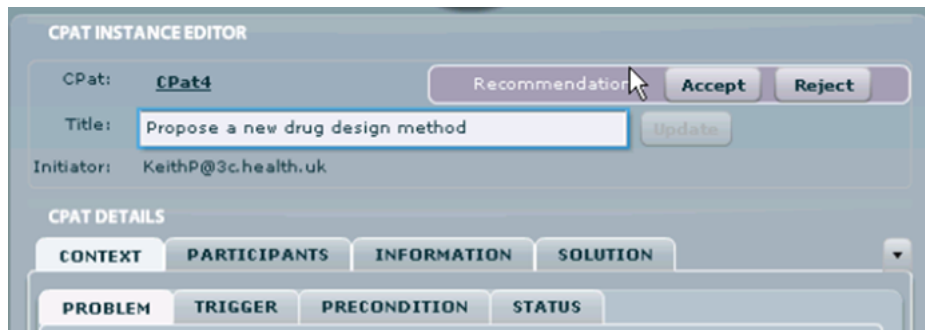 CPAT INSTANCE EDITOR
CPat: CPat4 Recommendation Accept Reject
Title: Propose a new drug design method Update
Initiator: KeithP@3c.health.uk
CPAT DETAILS
CONTEXT PARTICIPANTS INFORMATION SOLUTION
PROBLEM TRIGGER PRECONDITION STATUS